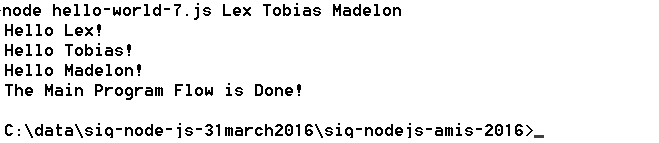 node hello-world-7.js Lex Tobias Madelon
Hello Lex!
Hello Tobias!
Hello Madelon!
The Main Program Flow is Done!
C:\data\sig-node-js-31march2016\sig-nodejs-amis-2016>_